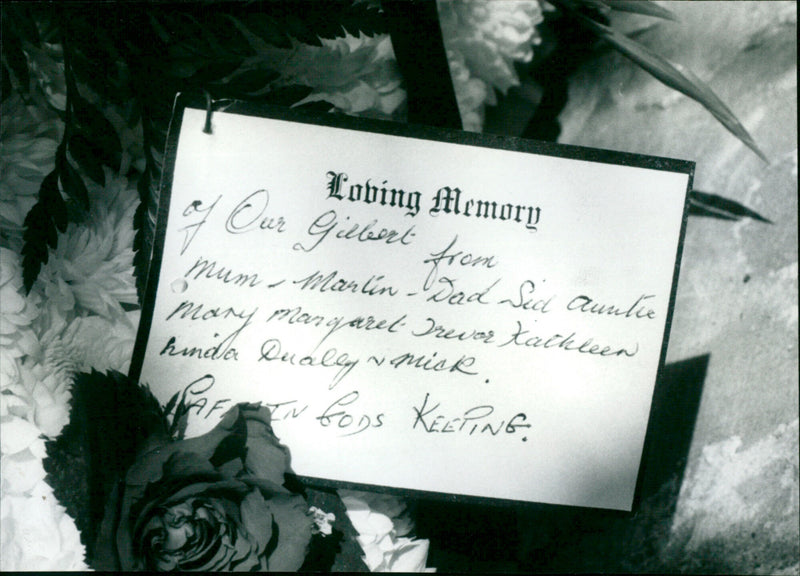 Loving Memory
of Our Gilbert from
Mum - Martin - Dad Sid Auntie
Mary Margaret Trevor Kathleen
Linda Dualey & Mick.
SAFE IN GODS KEEPING.